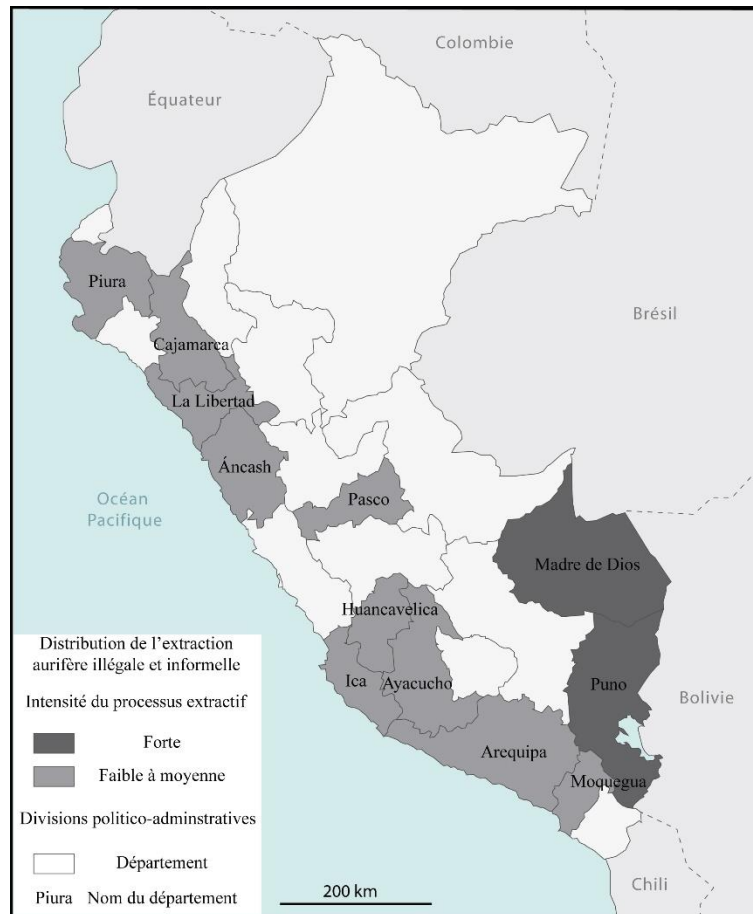 Colombie
Équateur
Brésil
Piura
Cajamarca
La Libertad
Áncash
Pasco
Océan
Pacifique
Madre de Dios
Huancavelica
Ica
Ayacucho
Puno
Bolivie
Arequipa
Moquegua
Chili
Distribution de l’extraction
aurifère illégale et informelle
Intensité du processus extractif
Forte
Faible à moyenne
Divisions politico-adminstratives
Département
Piura Nom du département
200 km